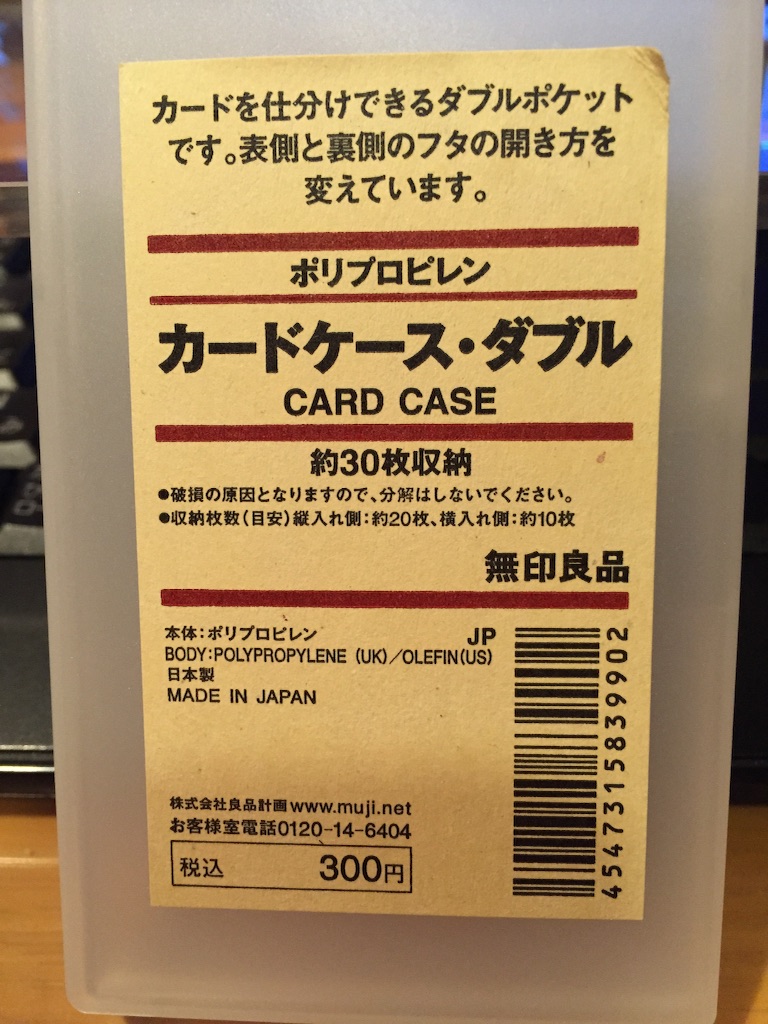 カードを仕分けできるダブルポケット
です。表側と裏側のフタの開き方を
変えています。
ポリプロピレン
カードケース・ダブル
CARD CASE
約30枚収納
●破損の原因となりますので、分解はしないでください。
●収納枚数(目安)縦入れ側:約20枚、横入れ側:約10枚
無印良品
本体:ポリプロピレン
JP
BODY:POLYPROPYLENE (UK)/OLEFIN(US)
日本製
MADE IN JAPAN
4547315839902
株式会社良品計画www.muji.net
お客様室電話0120-14-6404
税込 300円